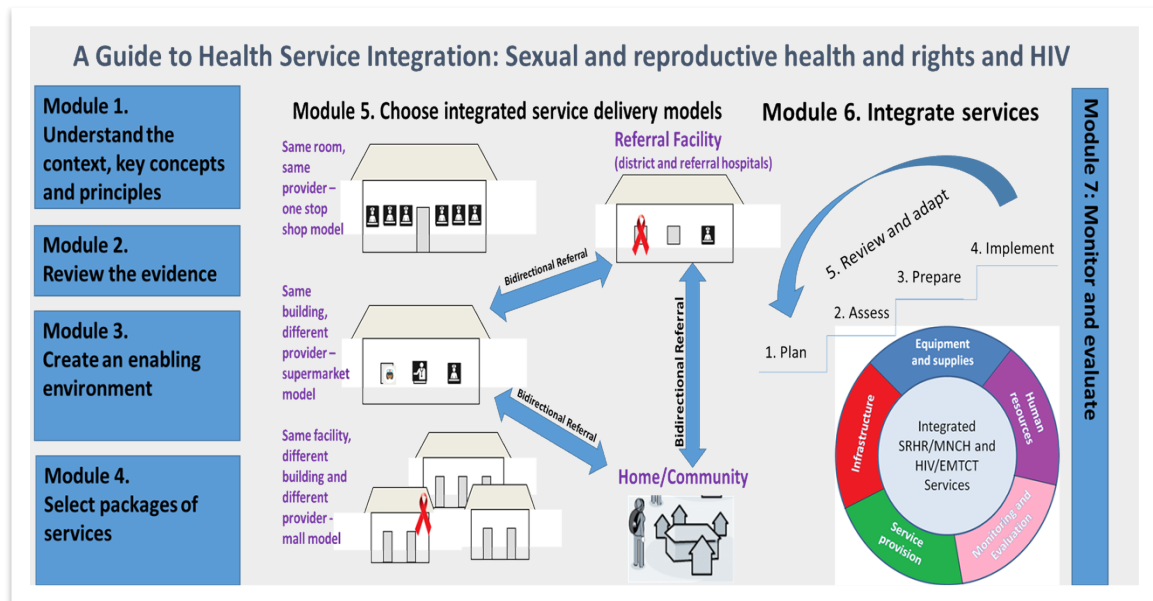 A Guide to Health Service Integration: Sexual and reproductive health and rights and HIV
Module 1.
Understand the
context, key concepts
and principles
Module 2.
Review the evidence
Module 3.
Create an enabling
environment
Module 4.
Select packages of
services
Module 5. Choose integrated service delivery models
Same room,
same
provider –
one stop
shop model
Same
building,
different
provider –
supermarket
model
Same facility,
different
building and
different
provider -
mall model
Referral Facility
(district and referral hospitals)
Bidirectional Referral
Bidirectional Referral
Bidirectional Referral
Home/Community
Module 6. Integrate services
5. Review and adapt
4. Implement
3. Prepare
2. Assess
1. Plan
Equipment
and supplies
Human
resources
Monitoring and
Evaluation
Service
provision
Infrastructure
Integrated
SRHR/MNCH and
HIV/EMTCT
Services
Module 7: Monitor and evaluate